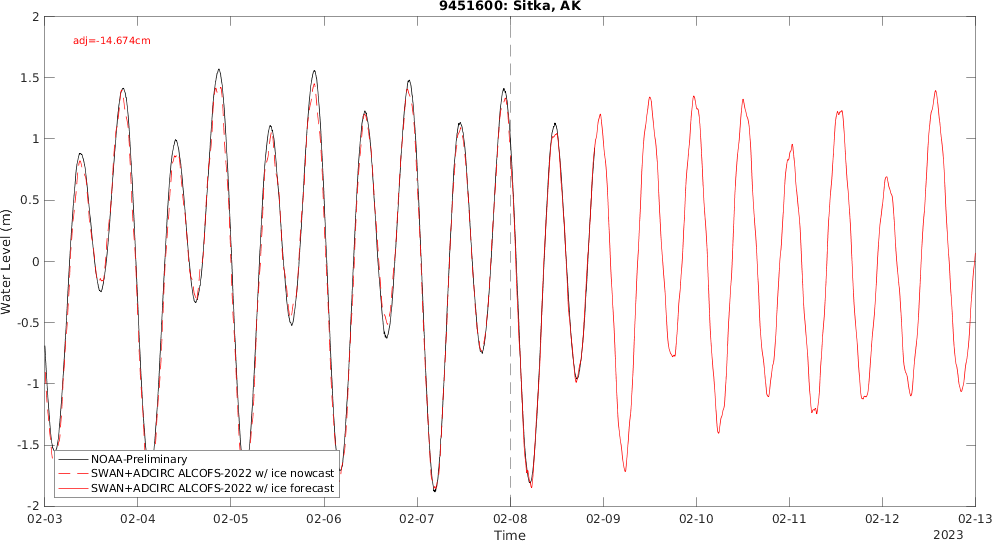 9451600: Sitka, AK
adj=-14.674cm
Water Level (m)
2
1.5
1
0.5
0
-0.5
-1
-1.5
-2
NOAA-Preliminary
SWAN+ADCIRC ALCOFS-2022 w/ ice nowcast
SWAN+ADCIRC ALCOFS-2022 w/ ice forecast
02-03 02-04 02-05 02-06 02-07 02-08 02-09 02-10 02-11 02-12 02-13
Time
2023